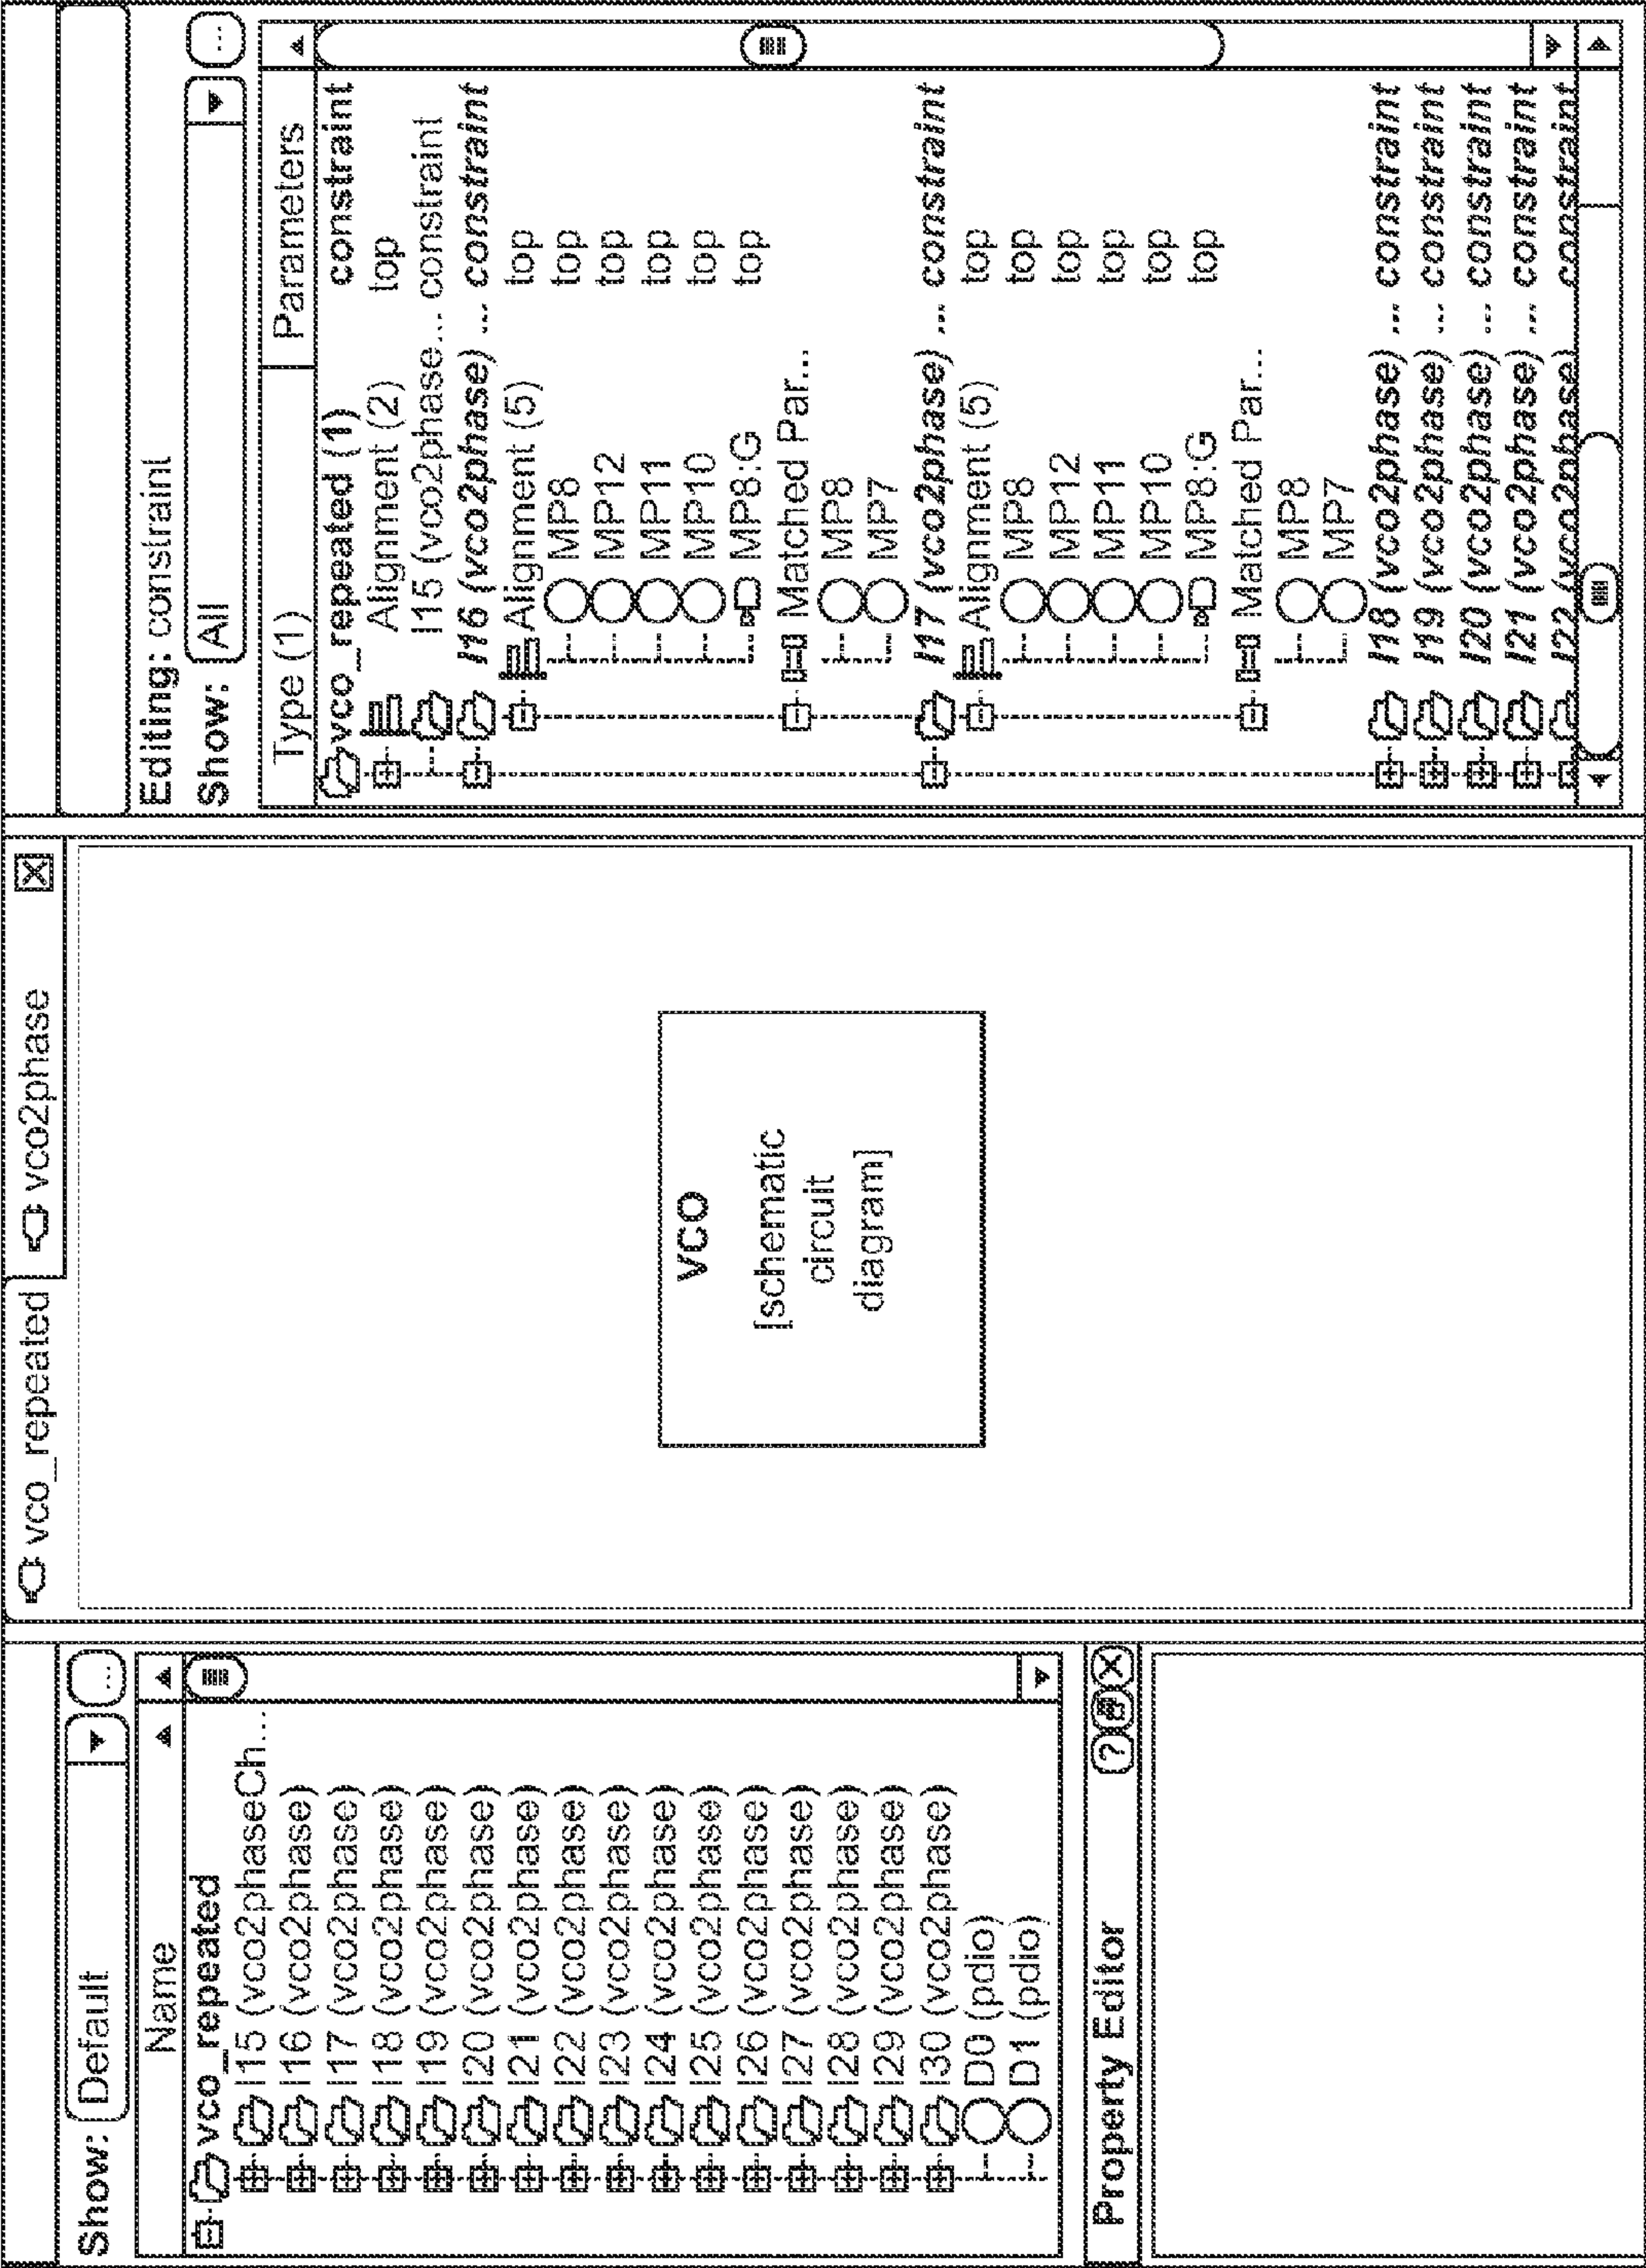 Show: Default ...
Name
vco_repeated
I15 (vco2phaseCh...
I16 (vco2phase)
I17 (vco2phase)
I18 (vco2phase)
I19 (vco2phase)
I20 (vco2phase)
I21 (vco2phase)
I22 (vco2phase)
I23 (vco2phase)
I24 (vco2phase)
I25 (vco2phase)
I26 (vco2phase)
I27 (vco2phase)
I28 (vco2phase)
I29 (vco2phase)
I30 (vco2phase)
D0 (pdio)
D1 (pdio)
Property Editor ? X
vco_repeated vco2phase X
vco
[schematic
circuit
diagram]
Editing: constraint
Show: All ...
Type (1) Parameters
vco_repeated (1) constraint
Alignment (2) top
I15 (vco2phase... constraint
I16 (vco2phase) ... constraint
Alignment (5) top
MP8 top
MP12 top
MP11 top
MP10 top
MP8:G top
Matched Par...
MP8
MP7
I17 (vco2phase) ... constraint
Alignment (5) top
MP8 top
MP12 top
MP11 top
MP10 top
MP8:G top
Matched Par...
MP8
MP7
I18 (vco2phase) ... constraint
I19 (vco2phase) ... constraint
I20 (vco2phase) ... constraint
I21 (vco2phase) ... constraint
I22 (vco2phase) constraint